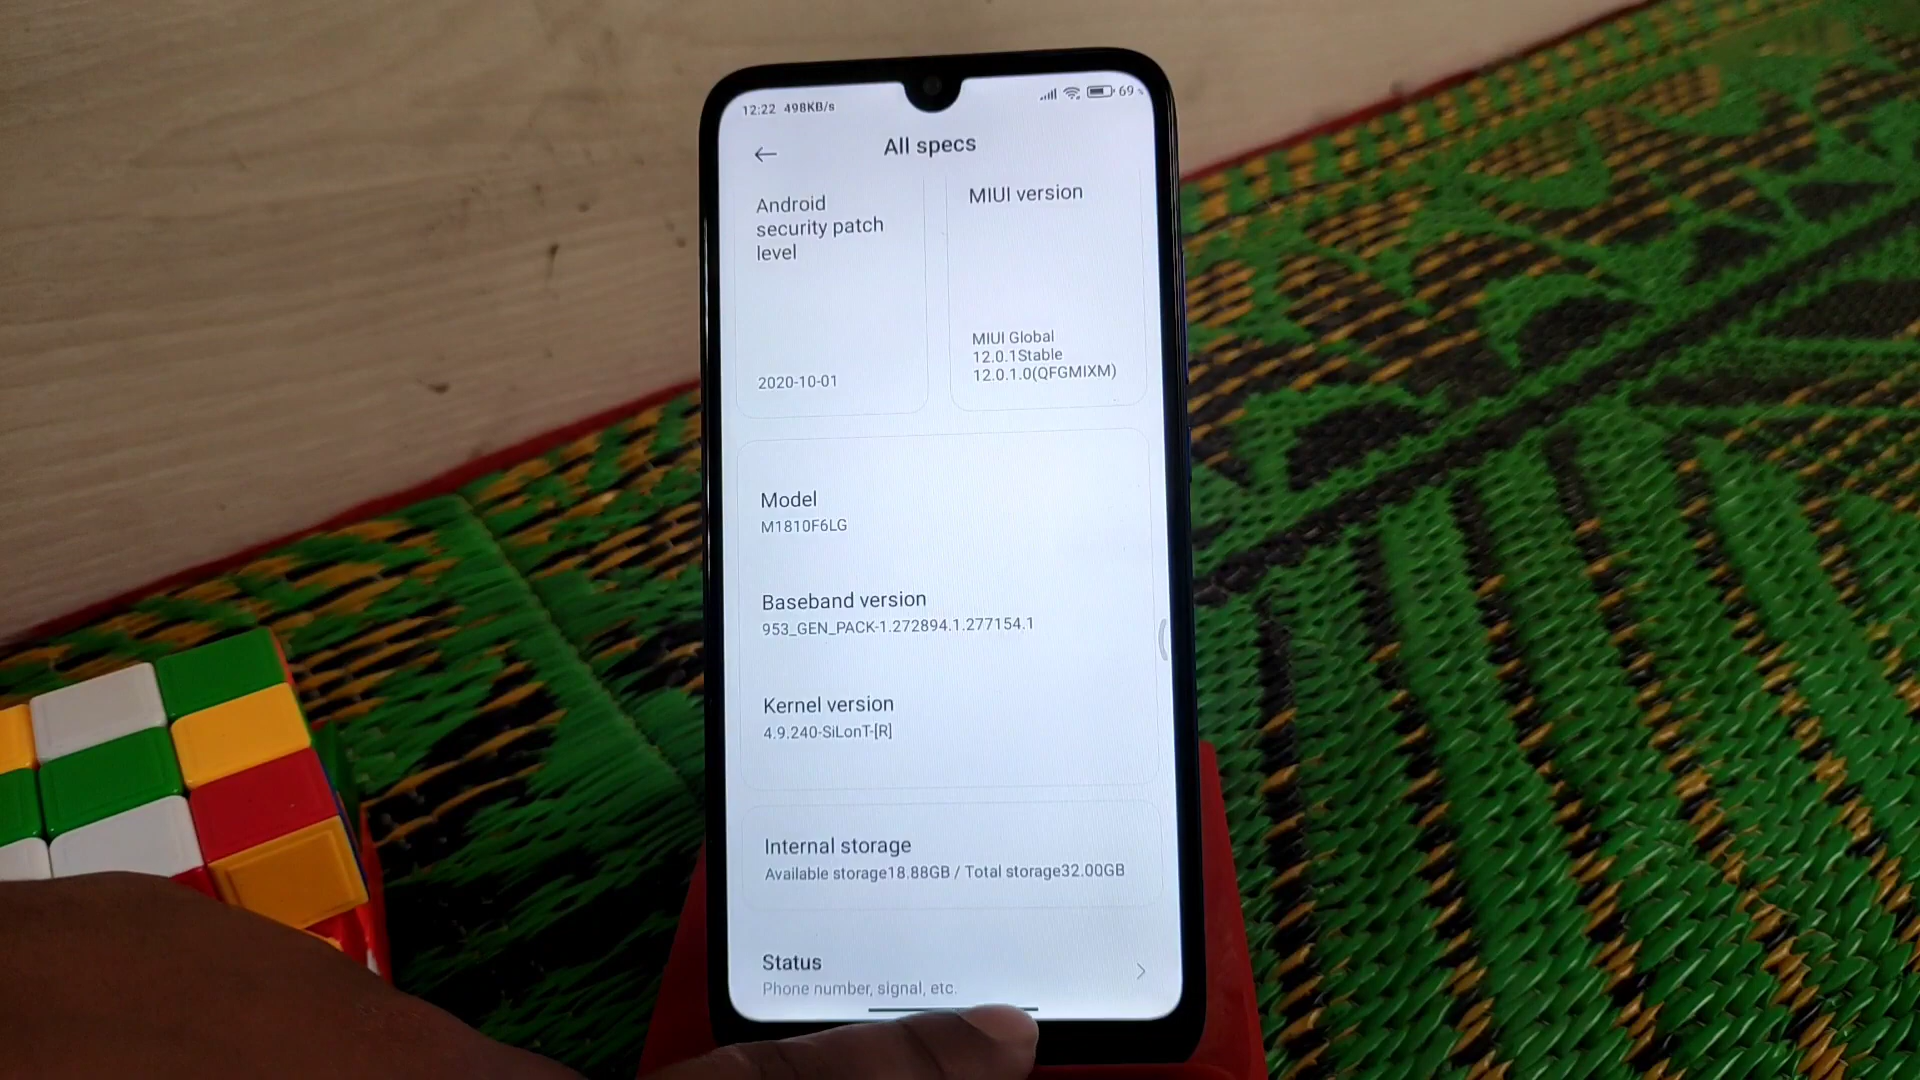 12:22 498KB/s
69
All specs
Android
security patch
level
2020-10-01
MIUI version
MIUI Global
12.0.1Stable
12.0.1.0(QFGMIXM)
Model
M1810F6LG
Baseband version
953_GEN_PACK-1.272894.1.277154.1
Kernel version
4.9.240-SiLonT-[R]
Internal storage
Available storage18.88GB / Total storage32.00GB
Status
Phone number, signal, etc.